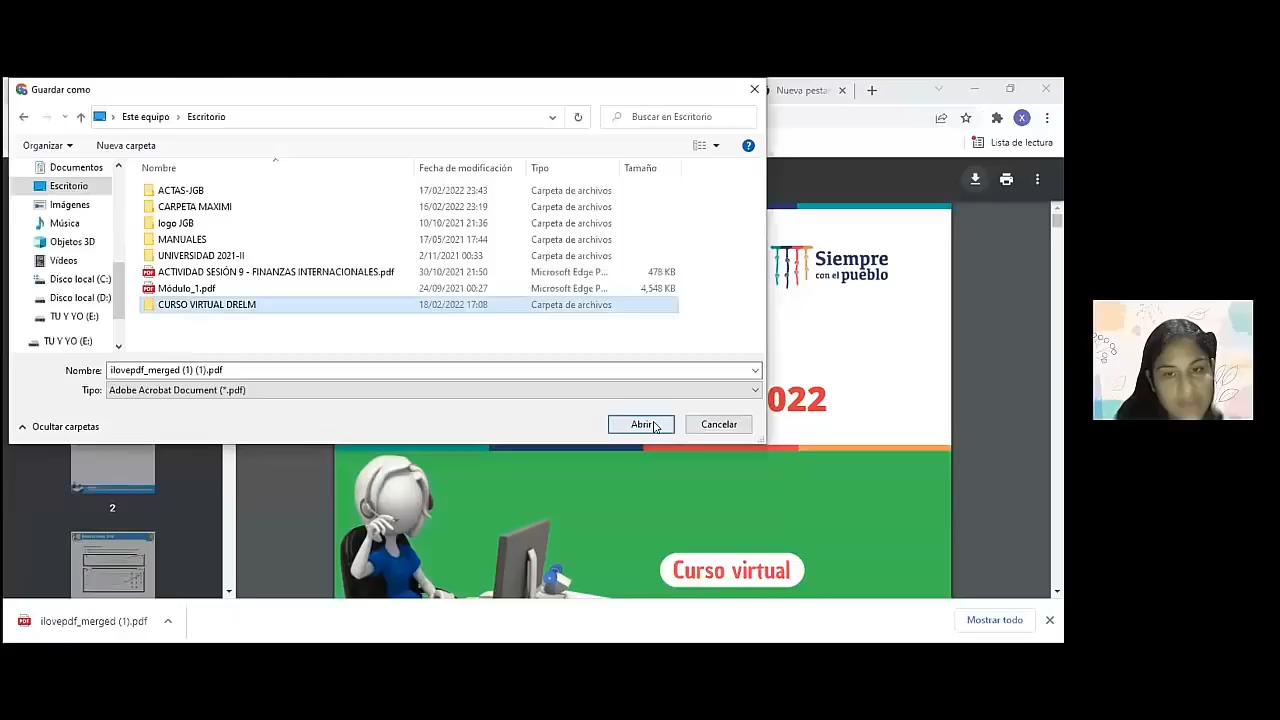 Guardar como
Nueva pesta
Este equipo > Escritorio
Buscar en Escritorio
Organizar
Nueva carpeta
Lista de lectura
Nombre
Fecha de modificación
Tipo
Tamaño
Documentos
Escritorio
Imágenes
Música
Objetos 3D
Vídeos
Disco local (C:)
Disco local (D:)
TU Y YO (E:)
TU Y YO (E:)
ACTAS-JGB 17/02/2022 23:43 Carpeta de archivos
CARPETA MAXIMI 16/02/2022 23:19 Carpeta de archivos
logo JGB 10/10/2021 21:36 Carpeta de archivos
MANUALES 17/05/2021 17:44 Carpeta de archivos
UNIVERSIDAD 2021-II 2/11/2021 00:33 Carpeta de archivos
ACTIVIDAD SESIÓN 9 - FINANZAS INTERNACIONALES.pdf 30/10/2021 21:50 Microsoft Edge P... 478 KB
Módulo_1.pdf 24/09/2021 00:27 Microsoft Edge P... 4,548 KB
CURSO VIRTUAL DRELM 18/02/2022 17:08 Carpeta de archivos
Nombre: ilovepdf_merged (1) (1).pdf
Tipo: Adobe Acrobat Document (*.pdf)
Ocultar carpetas
Abrir
Cancelar
Siempre
con el pueblo
022
2
Curso virtual
ilovepdf_merged (1).pdf
Mostrar todo
X